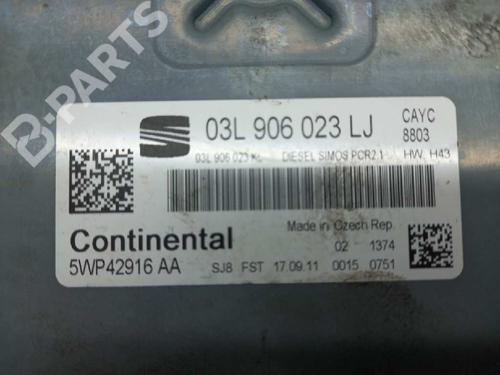 B-PARTS
03L 906 023 LJ
CAYC
8803
03L 906 023 KL DIESEL SIMOS PCR2.1 HW. H43
Made in Czech Rep.
Continental
02 1374
5WP42916 AA
SJ8 FST 17.09.11 0015 0751